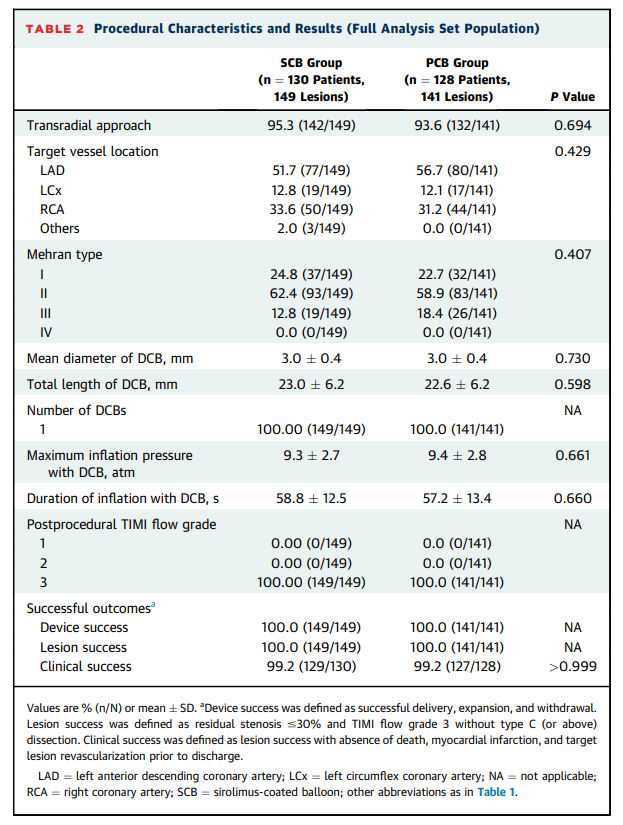 TABLE 2 Procedural Characteristics and Results (Full Analysis Set Population)
SCB Group PCB Group
(n = 130 Patients, (n = 128 Patients,
149 Lesions) 141 Lesions) P Value
Transradial approach 95.3 (142/149) 93.6 (132/141) 0.694
Target vessel location 0.429
LAD 51.7 (77/149) 56.7 (80/141)
LCx 12.8 (19/149) 12.1 (17/141)
RCA 33.6 (50/149) 31.2 (44/141)
Others 2.0 (3/149) 0.0 (0/141)
Mehran type 0.407
I 24.8 (37/149) 22.7 (32/141)
II 62.4 (93/149) 58.9 (83/141)
III 12.8 (19/149) 18.4 (26/141)
IV 0.0 (0/149) 0.0 (0/141)
Mean diameter of DCB, mm 3.0 ± 0.4 3.0 ± 0.4 0.730
Total length of DCB, mm 23.0 ± 6.2 22.6 ± 6.2 0.598
Number of DCBs NA
1 100.00 (149/149) 100.0 (141/141)
Maximum inflation pressure 9.3 ± 2.7 9.4 ± 2.8 0.661
with DCB, atm
Duration of inflation with DCB, s 58.8 ± 12.5 57.2 ± 13.4 0.660
Postprocedural TIMI flow grade NA
1 0.00 (0/149) 0.0 (0/141)
2 0.00 (0/149) 0.0 (0/141)
3 100.00 (149/149) 100.0 (141/141)
Successful outcomesᵃ
Device success 100.0 (149/149) 100.0 (141/141) NA
Lesion success 100.0 (149/149) 100.0 (141/141) NA
Clinical success 99.2 (129/130) 99.2 (127/128) >0.999
Values are % (n/N) or mean ± SD. ᵃDevice success was defined as successful delivery, expansion, and withdrawal.
Lesion success was defined as residual stenosis ≤30% and TIMI flow grade 3 without type C (or above)
dissection. Clinical success was defined as lesion success with absence of death, myocardial infarction, and target
lesion revascularization prior to discharge.
LAD = left anterior descending coronary artery; LCx = left circumflex coronary artery; NA = not applicable;
RCA = right coronary artery; SCB = sirolimus-coated balloon; other abbreviations as in Table 1.